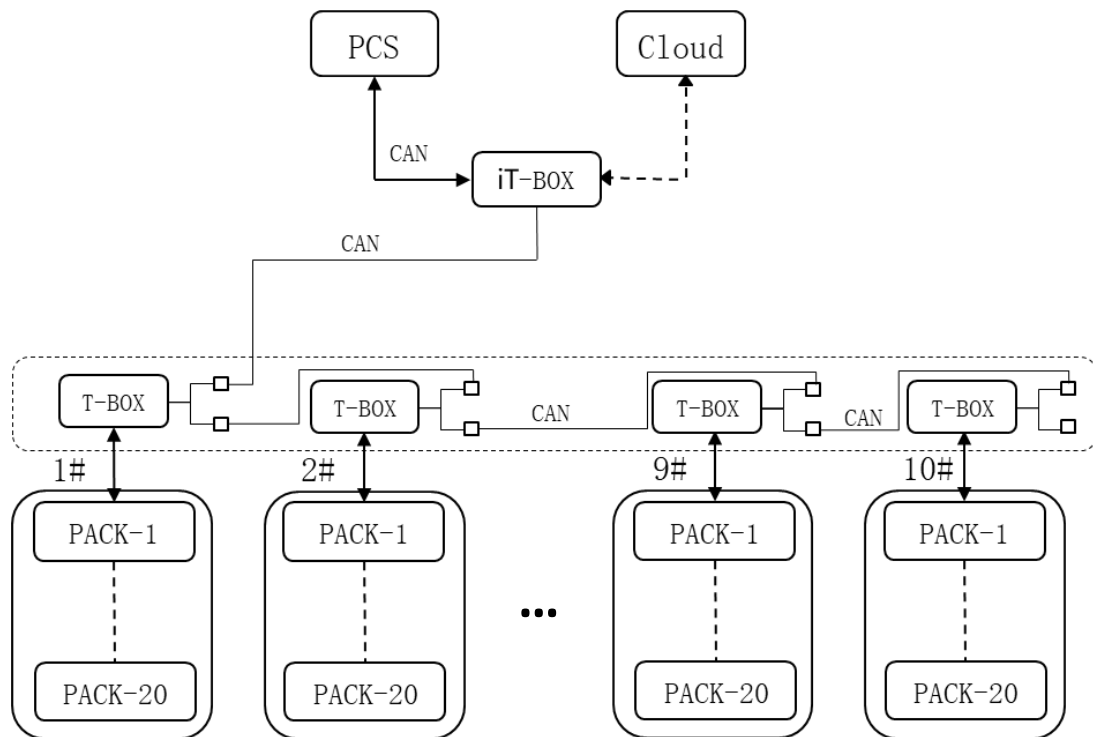 PCS
Cloud
CAN
iT-BOX
CAN
T-BOX
T-BOX
T-BOX
T-BOX
CAN
CAN
1#
2#
9#
10#
PACK-1
PACK-1
PACK-1
PACK-1
...
PACK-20
PACK-20
PACK-20
PACK-20